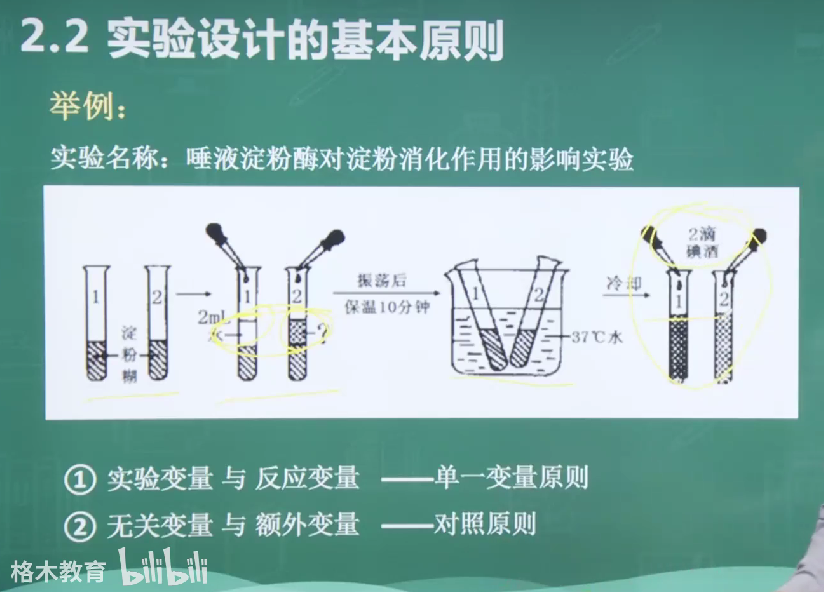 2.2 实验设计的基本原则
举例：
实验名称：唾液淀粉酶对淀粉消化作用的影响实验
1
2
淀
粉
糊
1
2
2mL
水
?
振荡后
保温10分钟
1
2
37℃水
冷却
2滴
碘酒
1
2
① 实验变量 与 反应变量 ——单一变量原则
② 无关变量 与 额外变量 ——对照原则
格木教育 bilibili